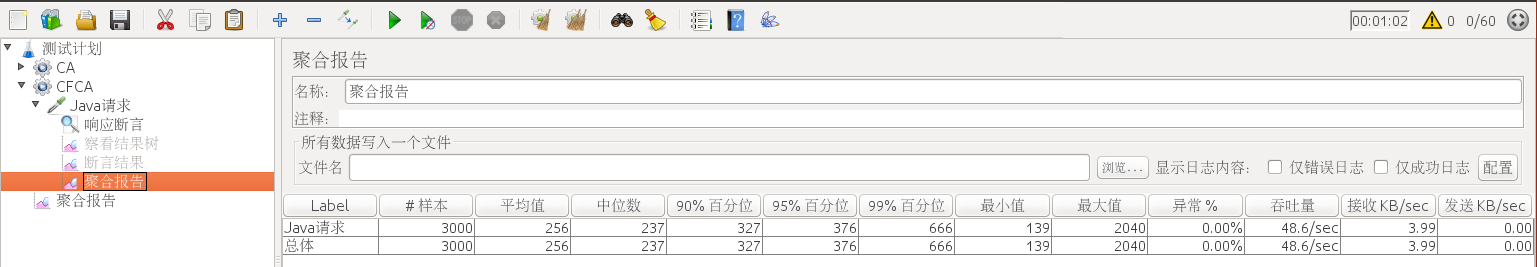 00:01:02 0 0/60
测试计划
CA
CFCA
Java请求
响应断言
察看结果树
断言结果
聚合报告
聚合报告
聚合报告
名称： 聚合报告
注释：
所有数据写入一个文件
文件名 浏览... 显示日志内容： 仅错误日志 仅成功日志 配置
Label # 样本 平均值 中位数 90% 百分位 95% 百分位 99% 百分位 最小值 最大值 异常 % 吞吐量 接收 KB/sec 发送 KB/sec
Java请求 3000 256 237 327 376 666 139 2040 0.00% 48.6/sec 3.99 0.00
总体 3000 256 237 327 376 666 139 2040 0.00% 48.6/sec 3.99 0.00